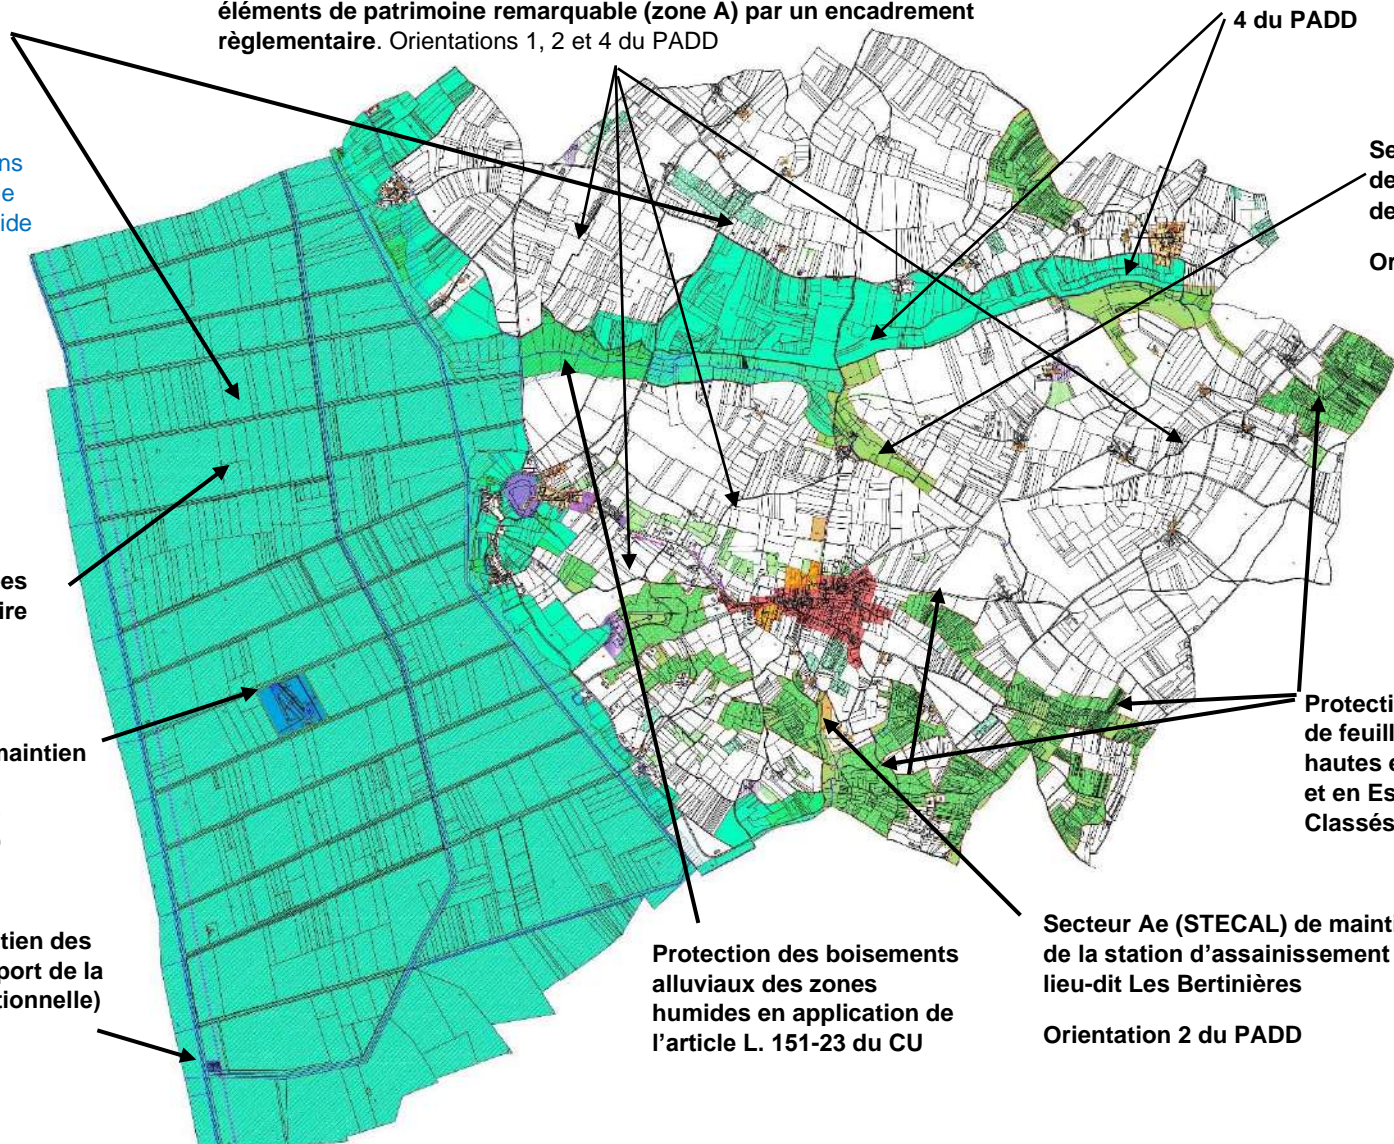 éléments de patrimoine remarquable (zone A) par un encadrement
règlementaire. Orientations 1, 2 et 4 du PADD
4 du PADD
ns
e
ide
Se
de
de
Or
es
ire
naintien
tien des
port de la
tionnelle)
Protection des boisements
alluviaux des zones
humides en application de
l’article L. 151-23 du CU
Secteur Ae (STECAL) de mainti
de la station d’assainissement
lieu-dit Les Bertinières
Orientation 2 du PADD
Protecti
de feuill
hautes e
et en Es
Classés